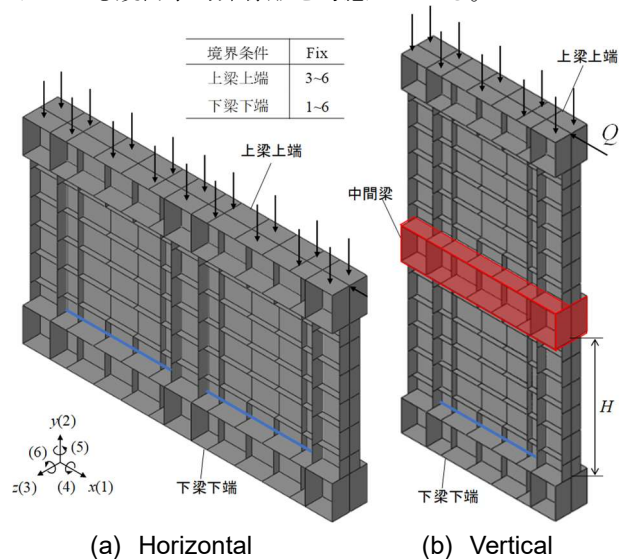 境界条件 Fix
上梁上端 3~6
下梁下端 1~6
上梁上端
上梁上端
Q
中間梁
H
y(2)
(6) (5)
z(3) (4) x(1)
下梁下端
下梁下端
(a) Horizontal
(b) Vertical